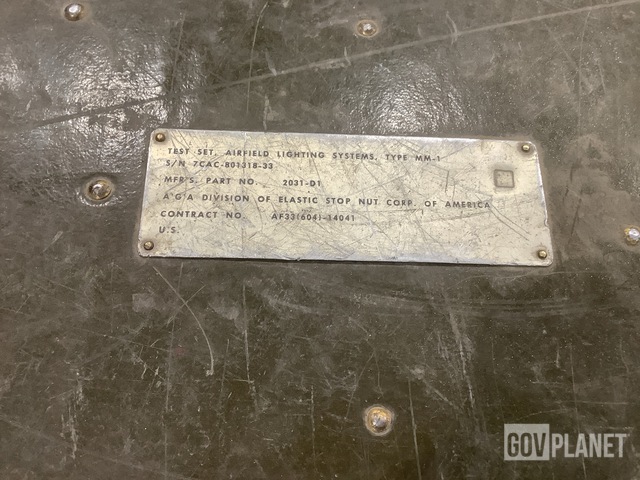 TEST SET, AIRFIELD LIGHTING SYSTEMS, TYPE MM-1
S/N 7CAC-801318-33
MFR'S. PART NO. 2031-D1
A'G'A DIVISION OF ELASTIC STOP NUT CORP. OF AMERICA
CONTRACT NO. AF33(604)-14041
U.S.
GOVPLANET